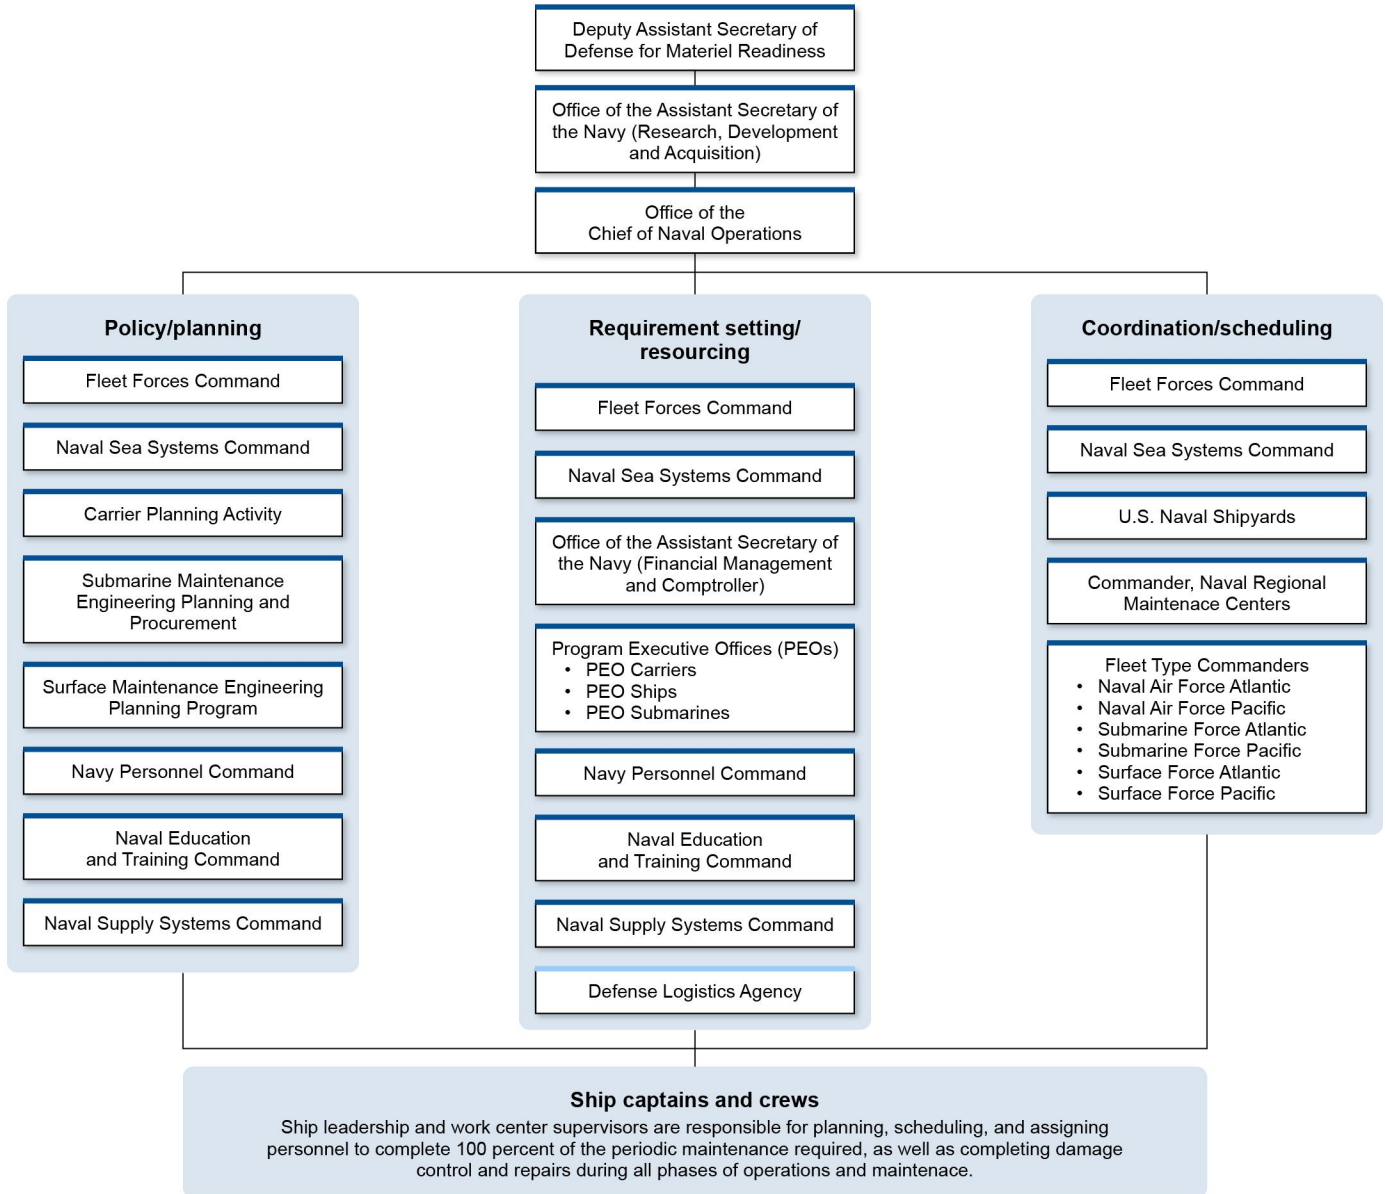 Deputy Assistant Secretary of
Defense for Materiel Readiness
Office of the Assistant Secretary of
the Navy (Research, Development
and Acquisition)
Office of the
Chief of Naval Operations
Policy/planning
Fleet Forces Command
Naval Sea Systems Command
Carrier Planning Activity
Submarine Maintenance
Engineering Planning and
Procurement
Surface Maintenance Engineering
Planning Program
Navy Personnel Command
Naval Education
and Training Command
Naval Supply Systems Command
Requirement setting/
resourcing
Fleet Forces Command
Naval Sea Systems Command
Office of the Assistant Secretary of
the Navy (Financial Management
and Comptroller)
Program Executive Offices (PEOs)
• PEO Carriers
• PEO Ships
• PEO Submarines
Navy Personnel Command
Naval Education
and Training Command
Naval Supply Systems Command
Defense Logistics Agency
Coordination/scheduling
Fleet Forces Command
Naval Sea Systems Command
U.S. Naval Shipyards
Commander, Naval Regional
Maintenace Centers
Fleet Type Commanders
• Naval Air Force Atlantic
• Naval Air Force Pacific
• Submarine Force Atlantic
• Submarine Force Pacific
• Surface Force Atlantic
• Surface Force Pacific
Ship captains and crews
Ship leadership and work center supervisors are responsible for planning, scheduling, and assigning
personnel to complete 100 percent of the periodic maintenance required, as well as completing damage
control and repairs during all phases of operations and maintenace.